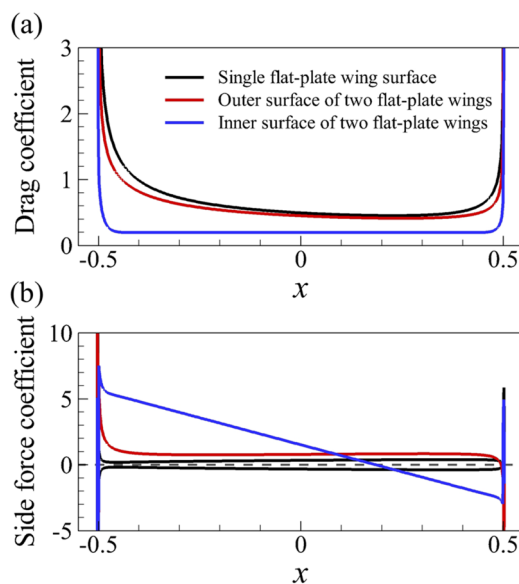 (a)
3
2
1
0
Drag coefficient
Single flat-plate wing surface
Outer surface of two flat-plate wings
Inner surface of two flat-plate wings
-0.5 0 0.5
x
(b)
10
5
0
-5
Side force coefficient
-0.5 0 0.5
x